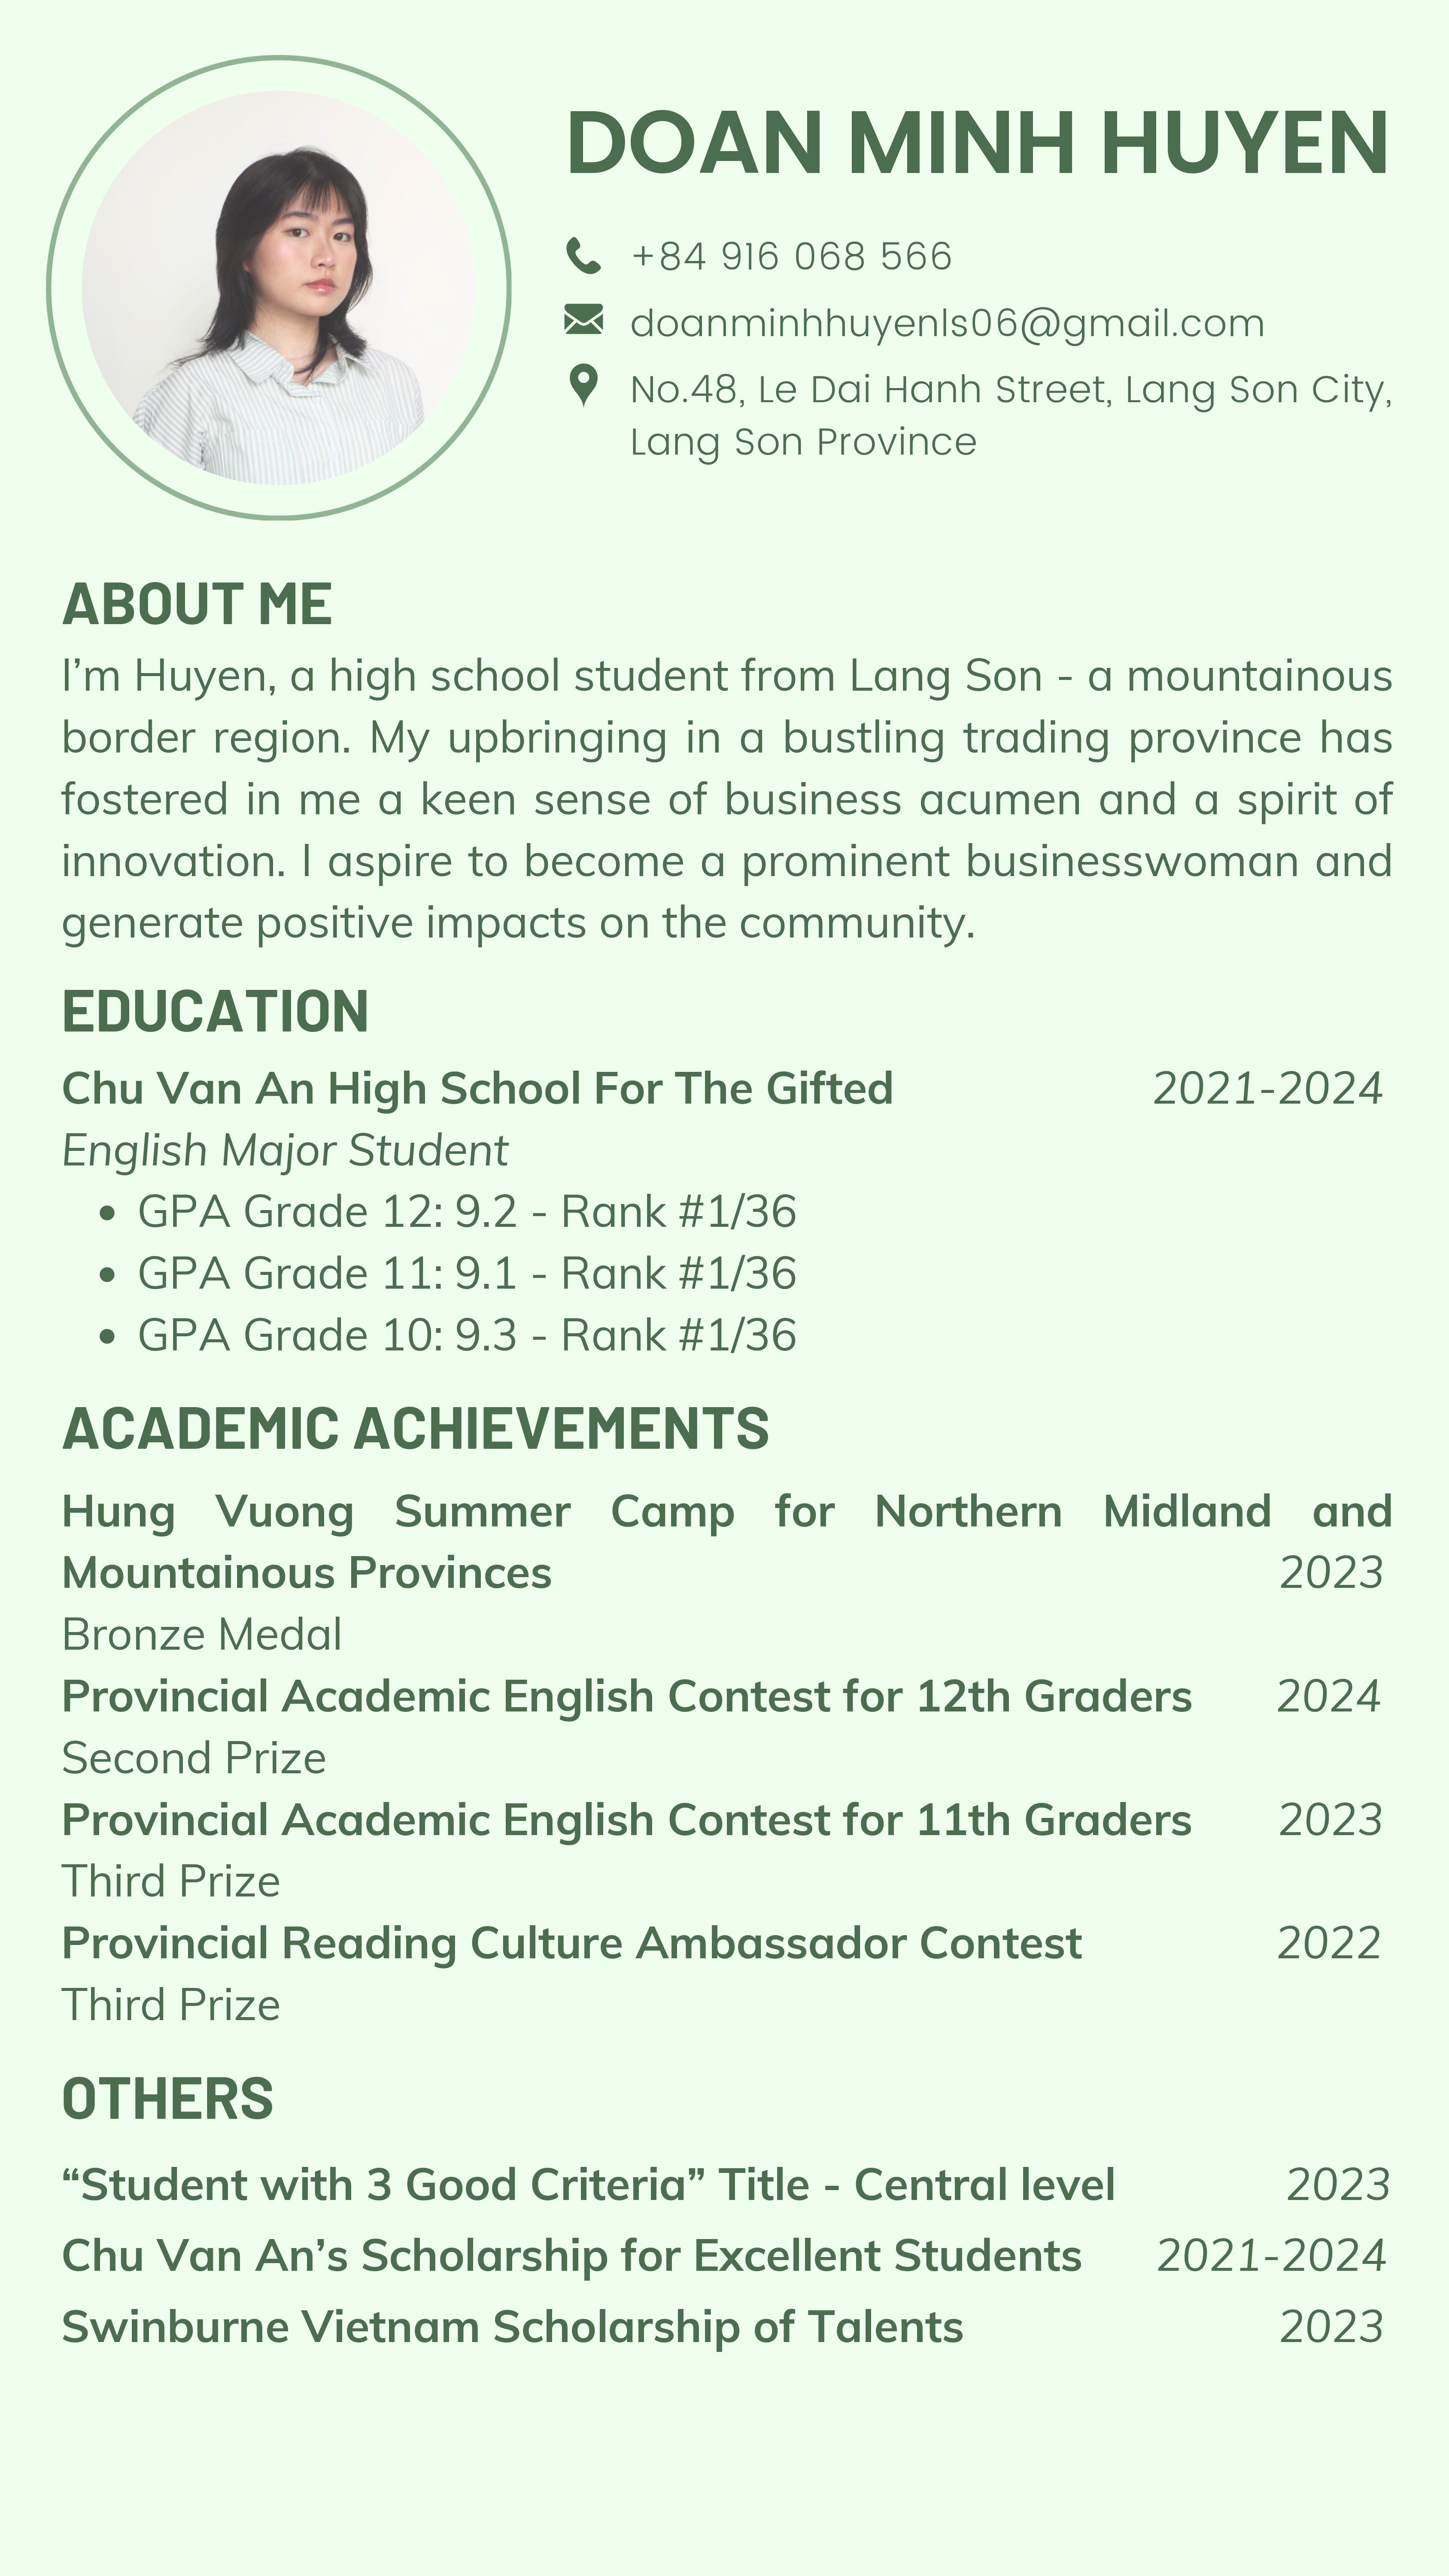 DOAN MINH HUYEN
+84 916 068 566
doanminhhuyenls06@gmail.com
No.48, Le Dai Hanh Street, Lang Son City,
Lang Son Province
ABOUT ME
I’m Huyen, a high school student from Lang Son - a mountainous
border region. My upbringing in a bustling trading province has
fostered in me a keen sense of business acumen and a spirit of
innovation. I aspire to become a prominent businesswoman and
generate positive impacts on the community.
EDUCATION
Chu Van An High School For The Gifted 2021-2024
English Major Student
• GPA Grade 12: 9.2 - Rank #1/36
• GPA Grade 11: 9.1 - Rank #1/36
• GPA Grade 10: 9.3 - Rank #1/36
ACADEMIC ACHIEVEMENTS
Hung Vuong Summer Camp for Northern Midland and
Mountainous Provinces 2023
Bronze Medal
Provincial Academic English Contest for 12th Graders 2024
Second Prize
Provincial Academic English Contest for 11th Graders 2023
Third Prize
Provincial Reading Culture Ambassador Contest 2022
Third Prize
OTHERS
“Student with 3 Good Criteria” Title - Central level 2023
Chu Van An’s Scholarship for Excellent Students 2021-2024
Swinburne Vietnam Scholarship of Talents 2023